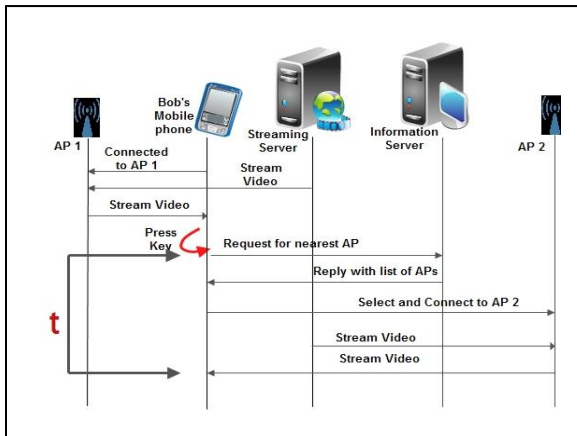 Bob's
Mobile
phone
Streaming
Server
Information
Server
AP 1
AP 2
Connected
to AP 1
Stream
Video
Stream Video
Press
Key
Request for nearest AP
Reply with list of APs
Select and Connect to AP 2
t
Stream Video
Stream Video